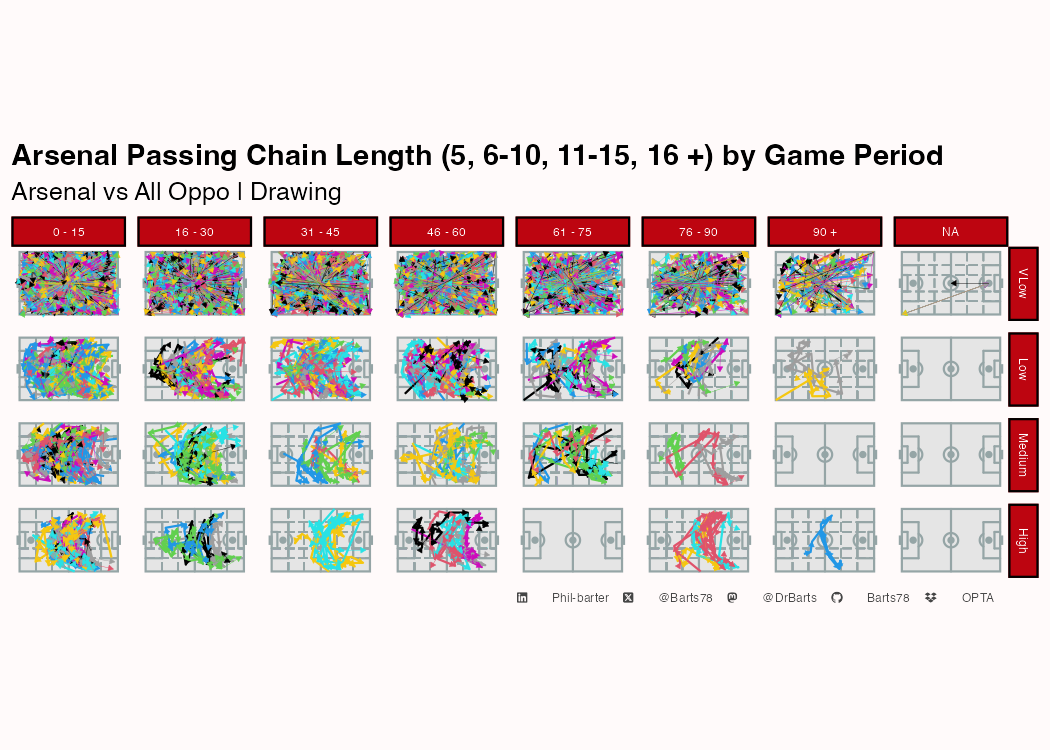 Arsenal Passing Chain Length (5, 6-10, 11-15, 16 +) by Game Period
Arsenal vs All Oppo | Drawing
0 - 15 16 - 30 31 - 45 46 - 60 61 - 75 76 - 90 90 + NA
VLow
Low
Medium
High
Phil-barter @Barts78 @DrBarts Barts78 OPTA